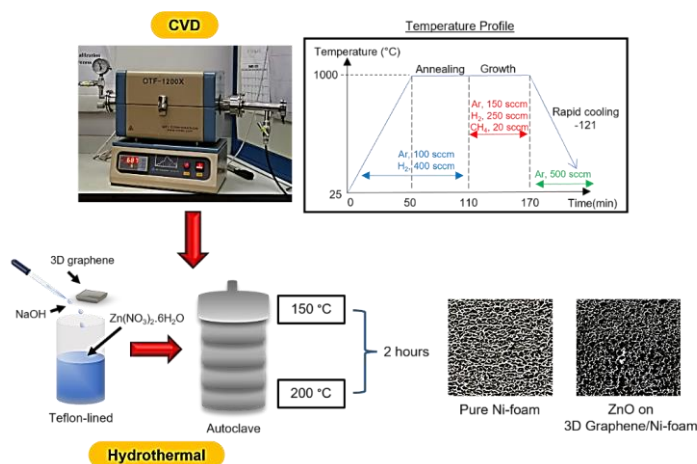 CVD
OTF-1200X
Temperature Profile
Temperature (°C)
1000
Annealing
Growth
Ar, 150 sccm
H2, 250 sccm
CH4, 20 sccm
Rapid cooling
-121
Ar, 100 sccm
H2, 400 sccm
Ar, 500 sccm
25
0
50
110
170
Time(min)
3D graphene
NaOH
Zn(NO3)2.6H2O
Teflon-lined
Autoclave
150 °C
200 °C
2 hours
Pure Ni-foam
ZnO on
3D Graphene/Ni-foam
Hydrothermal